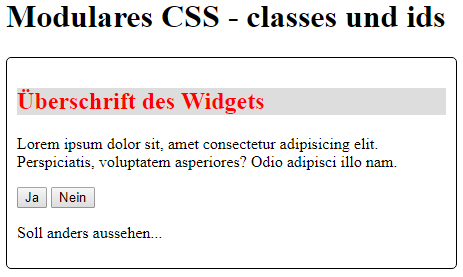 Modulares CSS - classes und ids
Überschrift des Widgets
Lorem ipsum dolor sit, amet consectetur adipisicing elit.
Perspiciatis, voluptatem asperiores? Odio adipisci illo nam.
Ja Nein
Soll anders aussehen...